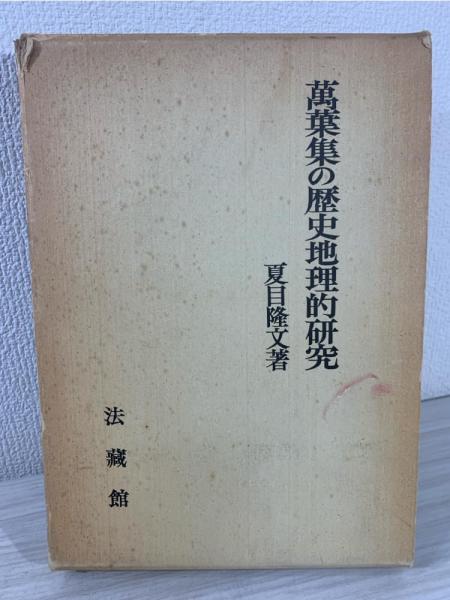 萬葉集の歴史地理的研究
夏目隆文著
法藏館